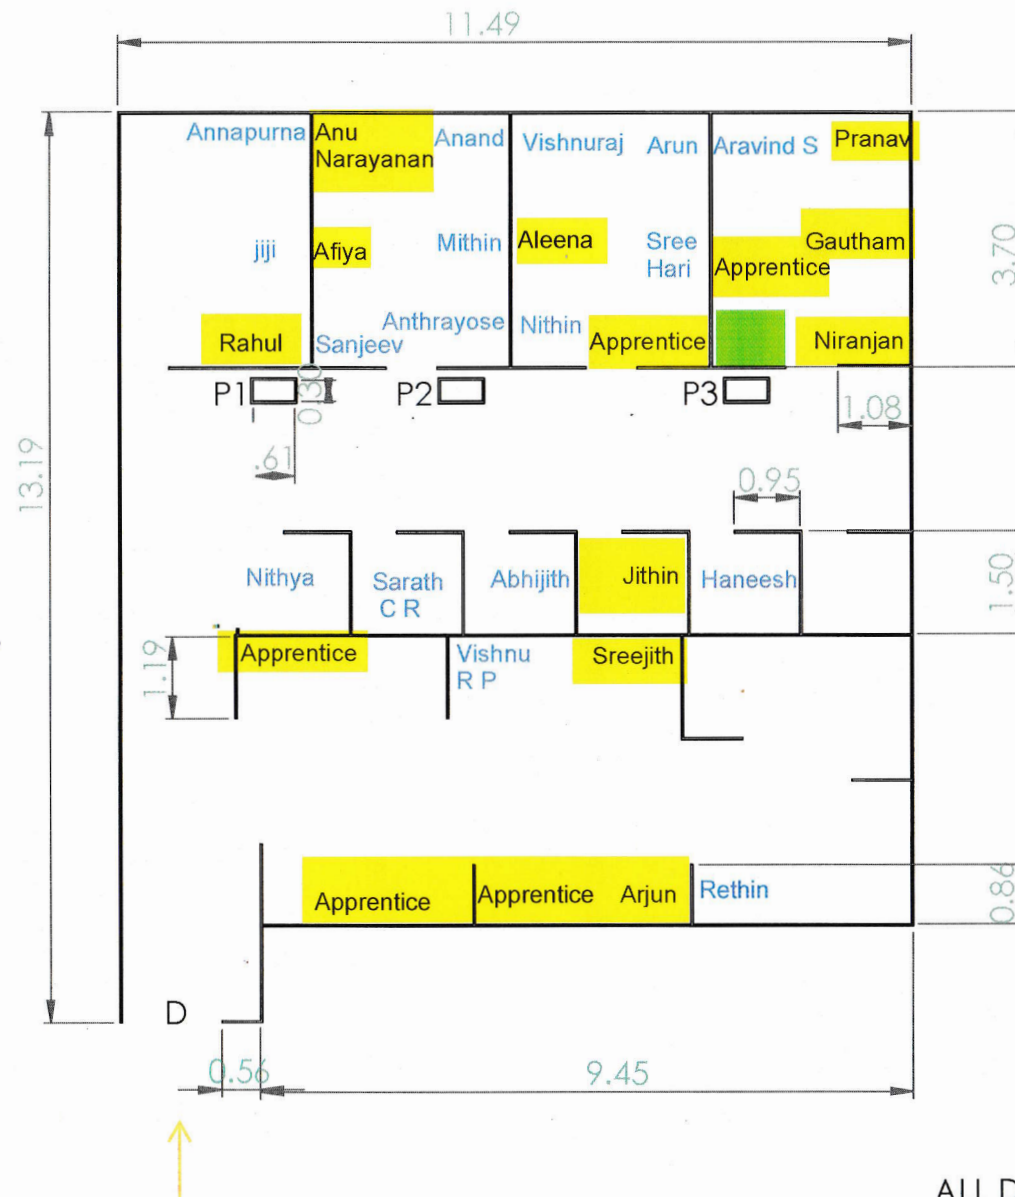 11.49
Annapurna
Anu
Narayanan
Anand
Vishnuraj
Arun
Aravind S
Pranav
jiji
Afiya
Mithin
Aleena
Sree
Hari
Apprentice
Gautham
3.70
Rahul
Sanjeev
Anthrayose
Nithin
Apprentice
Niranjan
P1
0.30
P2
P3
1.08
.61
0.95
13.19
Nithya
Sarath
C R
Abhijith
Jithin
Haneesh
1.50
1.19
Apprentice
Vishnu
R P
Sreejith
Apprentice
Apprentice
Arjun
Rethin
0.86
D
0.56
9.45